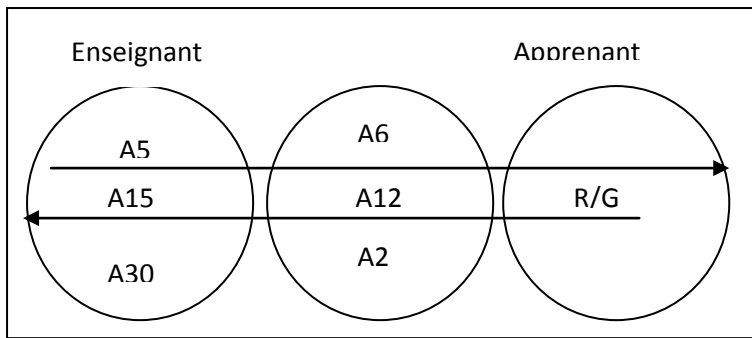 Enseignant Apprenant
A6
A5
A15 A12 R/G
A2
A30